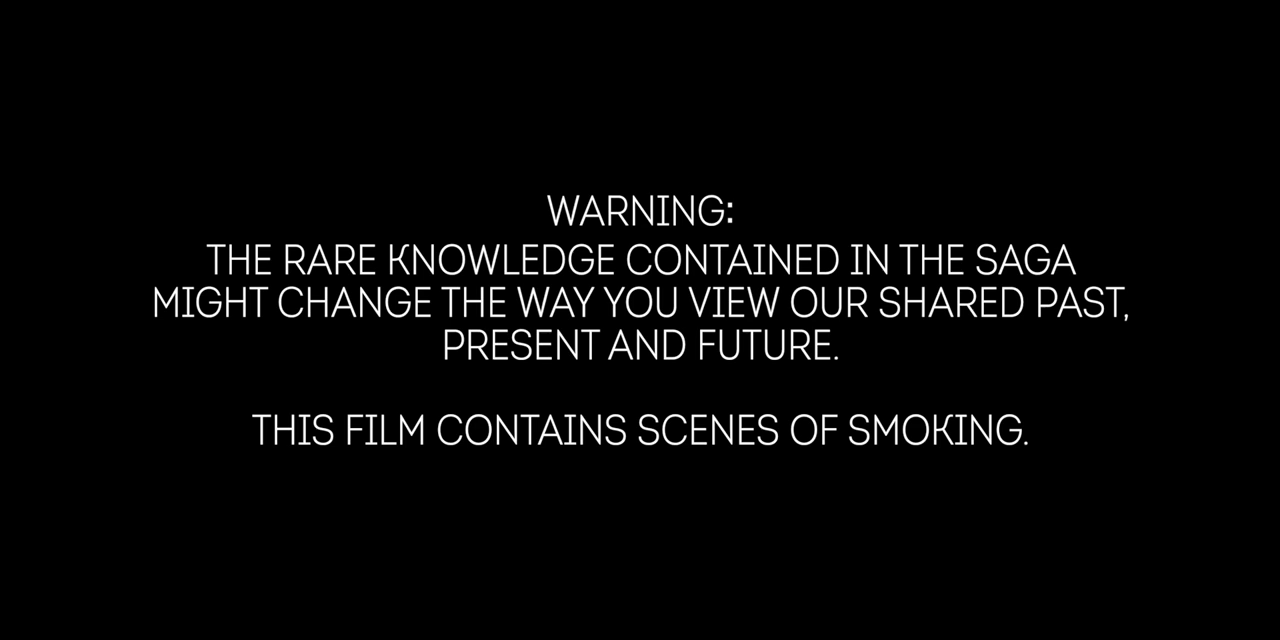 WARNING:
THE RARE KNOWLEDGE CONTAINED IN THE SAGA
MIGHT CHANGE THE WAY YOU VIEW OUR SHARED PAST,
PRESENT AND FUTURE.
THIS FILM CONTAINS SCENES OF SMOKING.